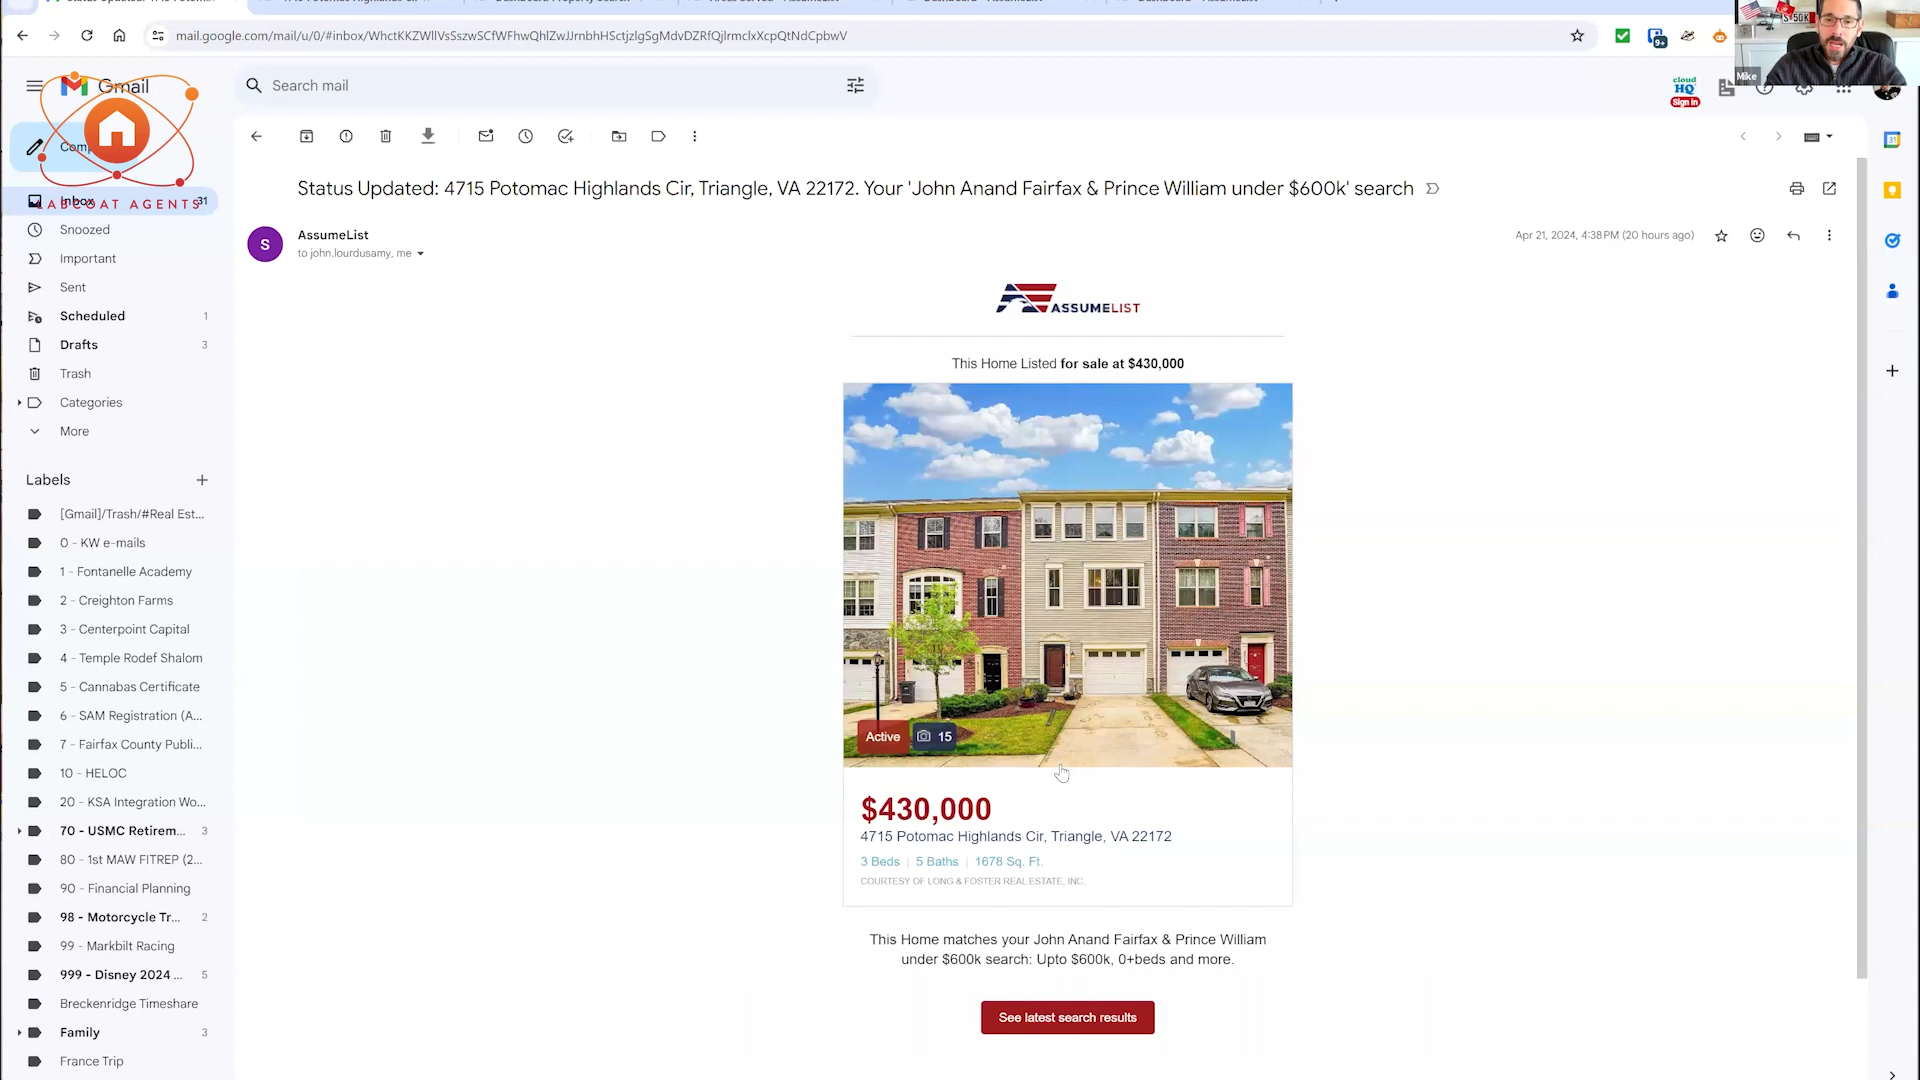 mail.google.com/mail/u/0/#inbox/WhctKKZWllVsSszwSCfWFhwQhlZwJJrnbhHSctjzlgSgMdvDZRfQjlrmclxXcpQtNdCpbwV
9+
S 50K
Mike
Gmail
Search mail
cloud
HQ
Sign in
LABCOAT AGENTS
Inbox 31
Snoozed
Important
Sent
Scheduled 1
Drafts 3
Trash
Categories
More
Labels
[Gmail]/Trash/#Real Est...
0 - KW e-mails
1 - Fontanelle Academy
2 - Creighton Farms
3 - Centerpoint Capital
4 - Temple Rodef Shalom
5 - Cannabas Certificate
6 - SAM Registration (A...
7 - Fairfax County Publi...
10 - HELOC
20 - KSA Integration Wo...
70 - USMC Retirem... 3
80 - 1st MAW FITREP (2...
90 - Financial Planning
98 - Motorcycle Tr... 2
99 - Markbilt Racing
999 - Disney 2024 ... 5
Breckenridge Timeshare
Family 3
France Trip
Status Updated: 4715 Potomac Highlands Cir, Triangle, VA 22172. Your 'John Anand Fairfax & Prince William under $600k' search
S
AssumeList
to john.lourdusamy, me
Apr 21, 2024, 4:38 PM (20 hours ago)
31
ASSUMELIST
This Home Listed for sale at $430,000
Active 15
$430,000
4715 Potomac Highlands Cir, Triangle, VA 22172
3 Beds | 5 Baths | 1678 Sq. Ft.
COURTESY OF LONG & FOSTER REAL ESTATE, INC.
This Home matches your John Anand Fairfax & Prince William
under $600k search: Upto $600k, 0+beds and more.
See latest search results